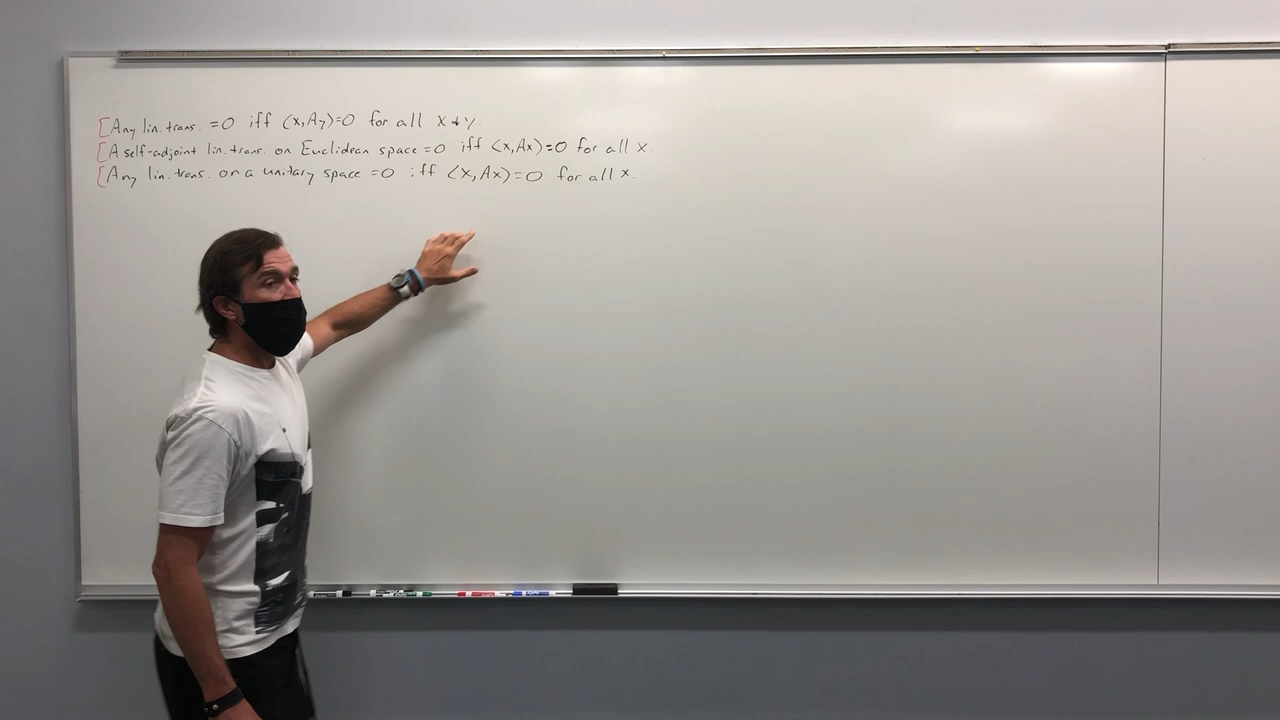 [Any lin. trans. =0 iff (x,Ay)=0 for all x & y.
[A self-adjoint lin. trans. on Euclidean space =0 iff (x,Ax)=0 for all x.
[Any lin. trans. on a unitary space =0 iff (x,Ax)=0 for all x.